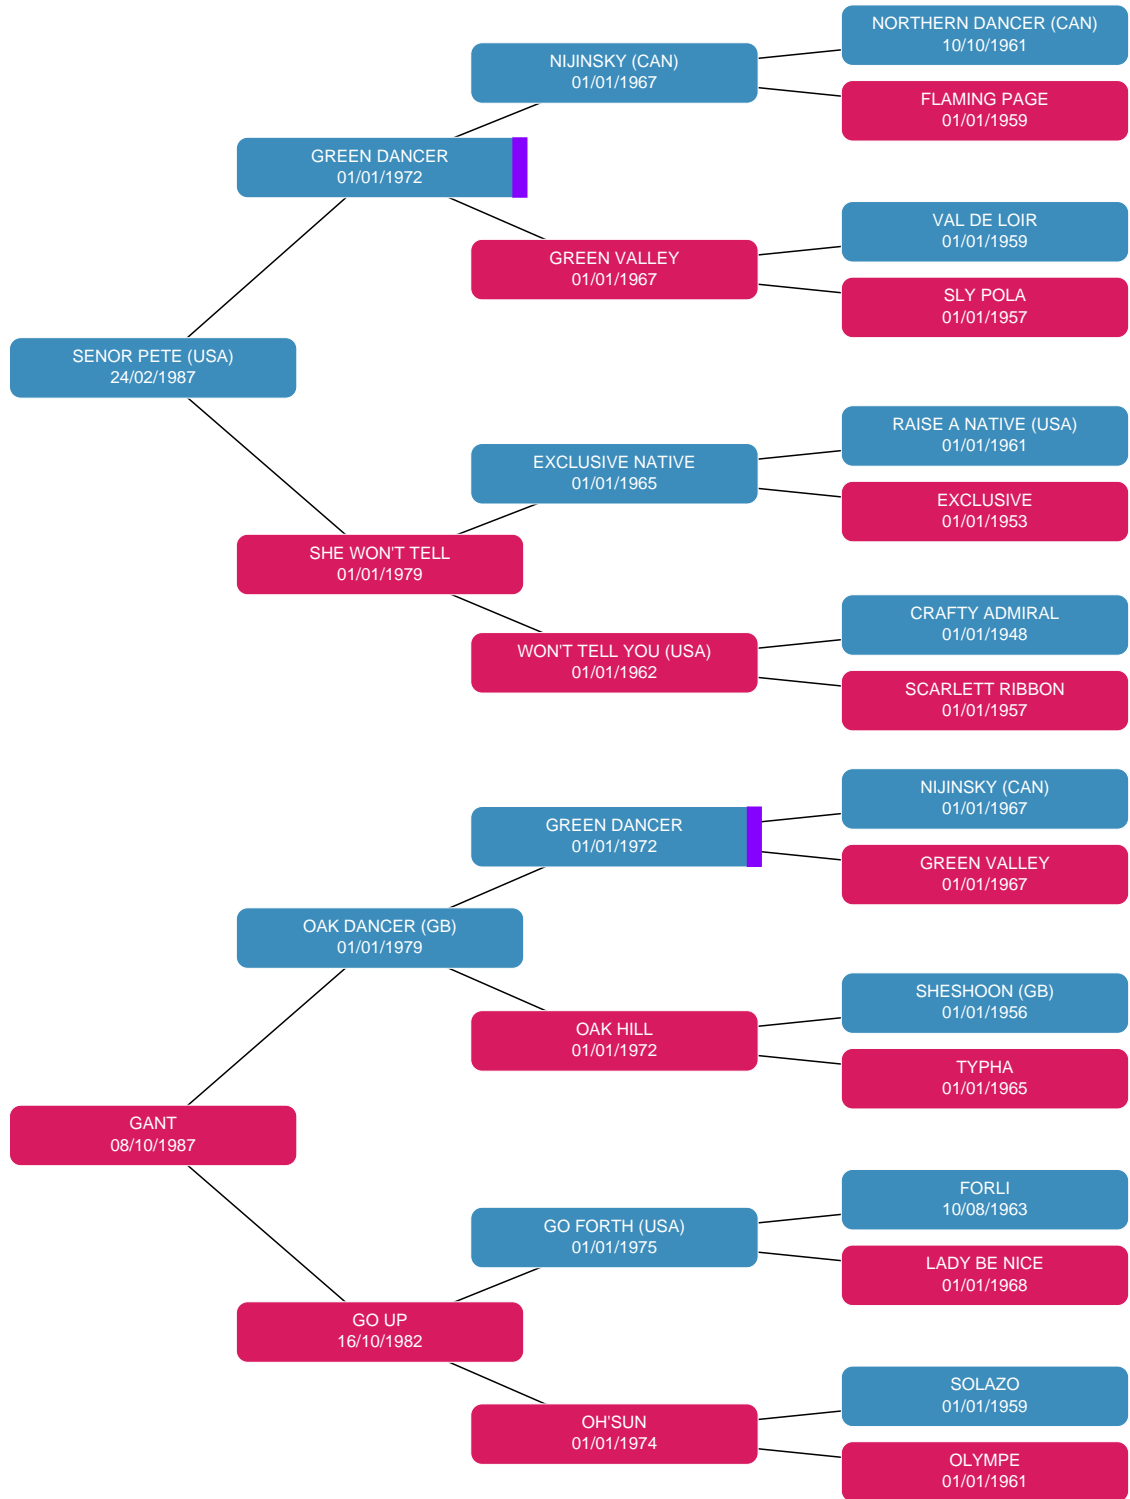 NORTHERN DANCER (CAN)
10/10/1961
NIJINSKY (CAN)
01/01/1967
FLAMING PAGE
01/01/1959
GREEN DANCER
01/01/1972
VAL DE LOIR
01/01/1959
GREEN VALLEY
01/01/1967
SLY POLA
01/01/1957
SENOR PETE (USA)
24/02/1987
RAISE A NATIVE (USA)
01/01/1961
EXCLUSIVE NATIVE
01/01/1965
EXCLUSIVE
01/01/1953
SHE WON'T TELL
01/01/1979
CRAFTY ADMIRAL
01/01/1948
WON'T TELL YOU (USA)
01/01/1962
SCARLETT RIBBON
01/01/1957
NIJINSKY (CAN)
01/01/1967
GREEN DANCER
01/01/1972
GREEN VALLEY
01/01/1967
OAK DANCER (GB)
01/01/1979
SHESHOON (GB)
01/01/1956
OAK HILL
01/01/1972
TYPHA
01/01/1965
GANT
08/10/1987
FORLI
10/08/1963
GO FORTH (USA)
01/01/1975
LADY BE NICE
01/01/1968
GO UP
16/10/1982
SOLAZO
01/01/1959
OH'SUN
01/01/1974
OLYMPE
01/01/1961